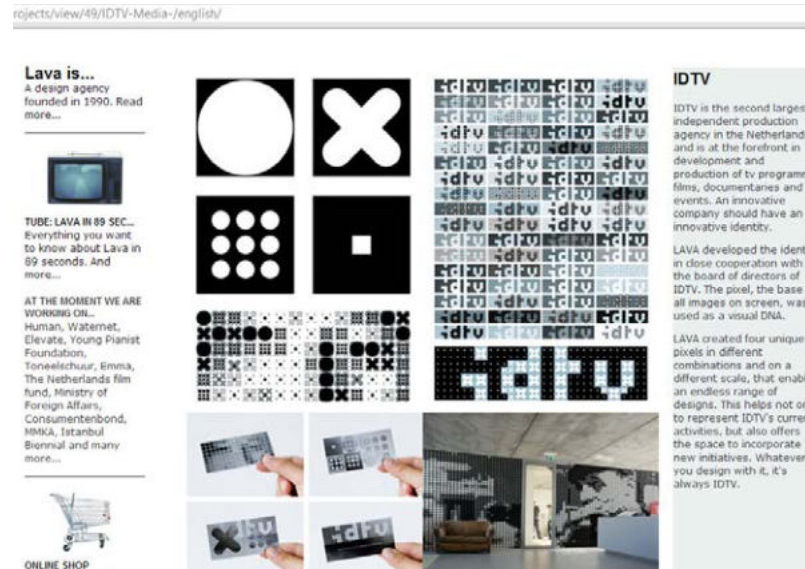 rojects/view/49/IDTV-Media-/english/
Lava is...
A design agency
founded in 1990. Read
more...
TUBE: LAVA IN 89 SEC...
Everything you want
to know about Lava in
89 seconds. And
more...
AT THE MOMENT WE ARE
WORKING ON...
Human, Waternet,
Elevate, Young Pianist
Foundation,
Toneelschuur, Emma,
The Netherlands film
fund, Ministry of
Foreign Affairs,
Consumentenbond,
MMKA, Istanbul
Biennial and many
more...
ONLINE SHOP
idtv
IDTV
IDTV is the second larges
independent production
agency in the Netherland
and is at the forefront in
development and
production of tv programm
films, documentaries and
events. An innovative
company should have an
innovative identity.
LAVA developed the ident
in close cooperation with
the board of directors of
IDTV. The pixel, the base
all images on screen, was
used as a visual DNA.
LAVA created four unique
pixels in different
combinations and on a
different scale, that enabl
an endless range of
designs. This helps not on
to represent IDTV's curre
activities, but also offers
the space to incorporate
new initiatives. Whatever
you design with it, it's
always IDTV.